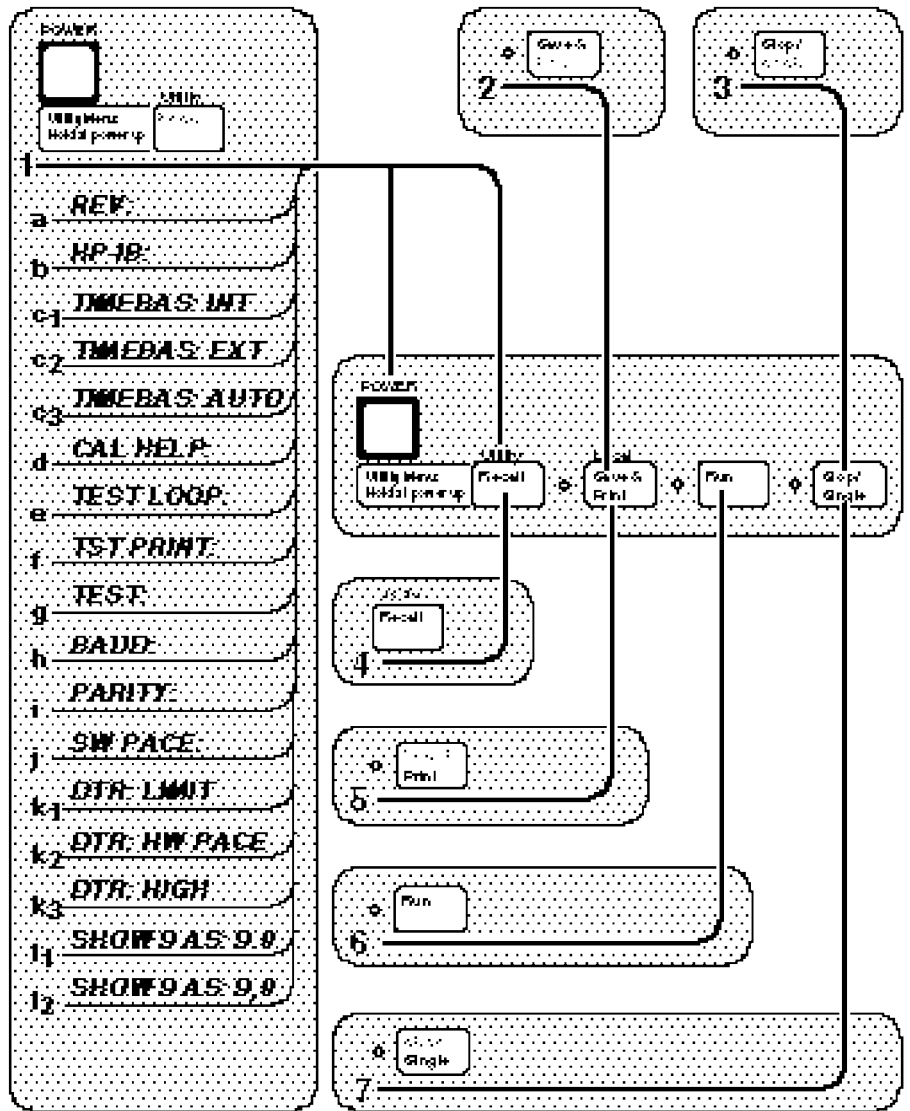 POWER
Utility
Utility Menu:
Hold at power up
1
a REV:
b HP-IB:
c1 TIMEBAS: INT
c2 TIMEBAS: EXT
c3 TIMEBAS: AUTO
d CAL HELP:
e TEST LOOP:
f TST PRINT:
g TEST:
h BAUD:
i PARITY:
j SW PACE:
k1 DTR: LIMIT
k2 DTR: HW PACE
k3 DTR: HIGH
l1 SHOW 9 AS: 9.0
l2 SHOW 9 AS: 9,0
Save &
2
Stop/
3
POWER
Utility
Utility Menu:
Hold at power up
Recall
Save &
Print
Run
Stop/
Single
Recall
4
Print
5
Run
6
Single
7